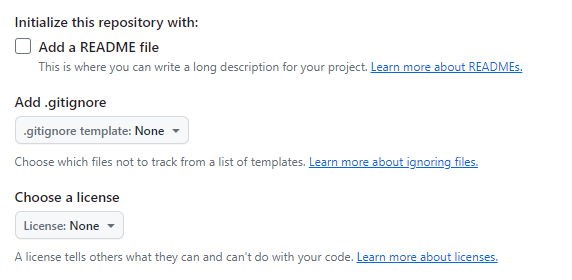 Initialize this repository with:
Add a README file
This is where you can write a long description for your project. Learn more about READMEs.
Add .gitignore
.gitignore template: None
Choose which files not to track from a list of templates. Learn more about ignoring files.
Choose a license
License: None
A license tells others what they can and can't do with your code. Learn more about licenses.